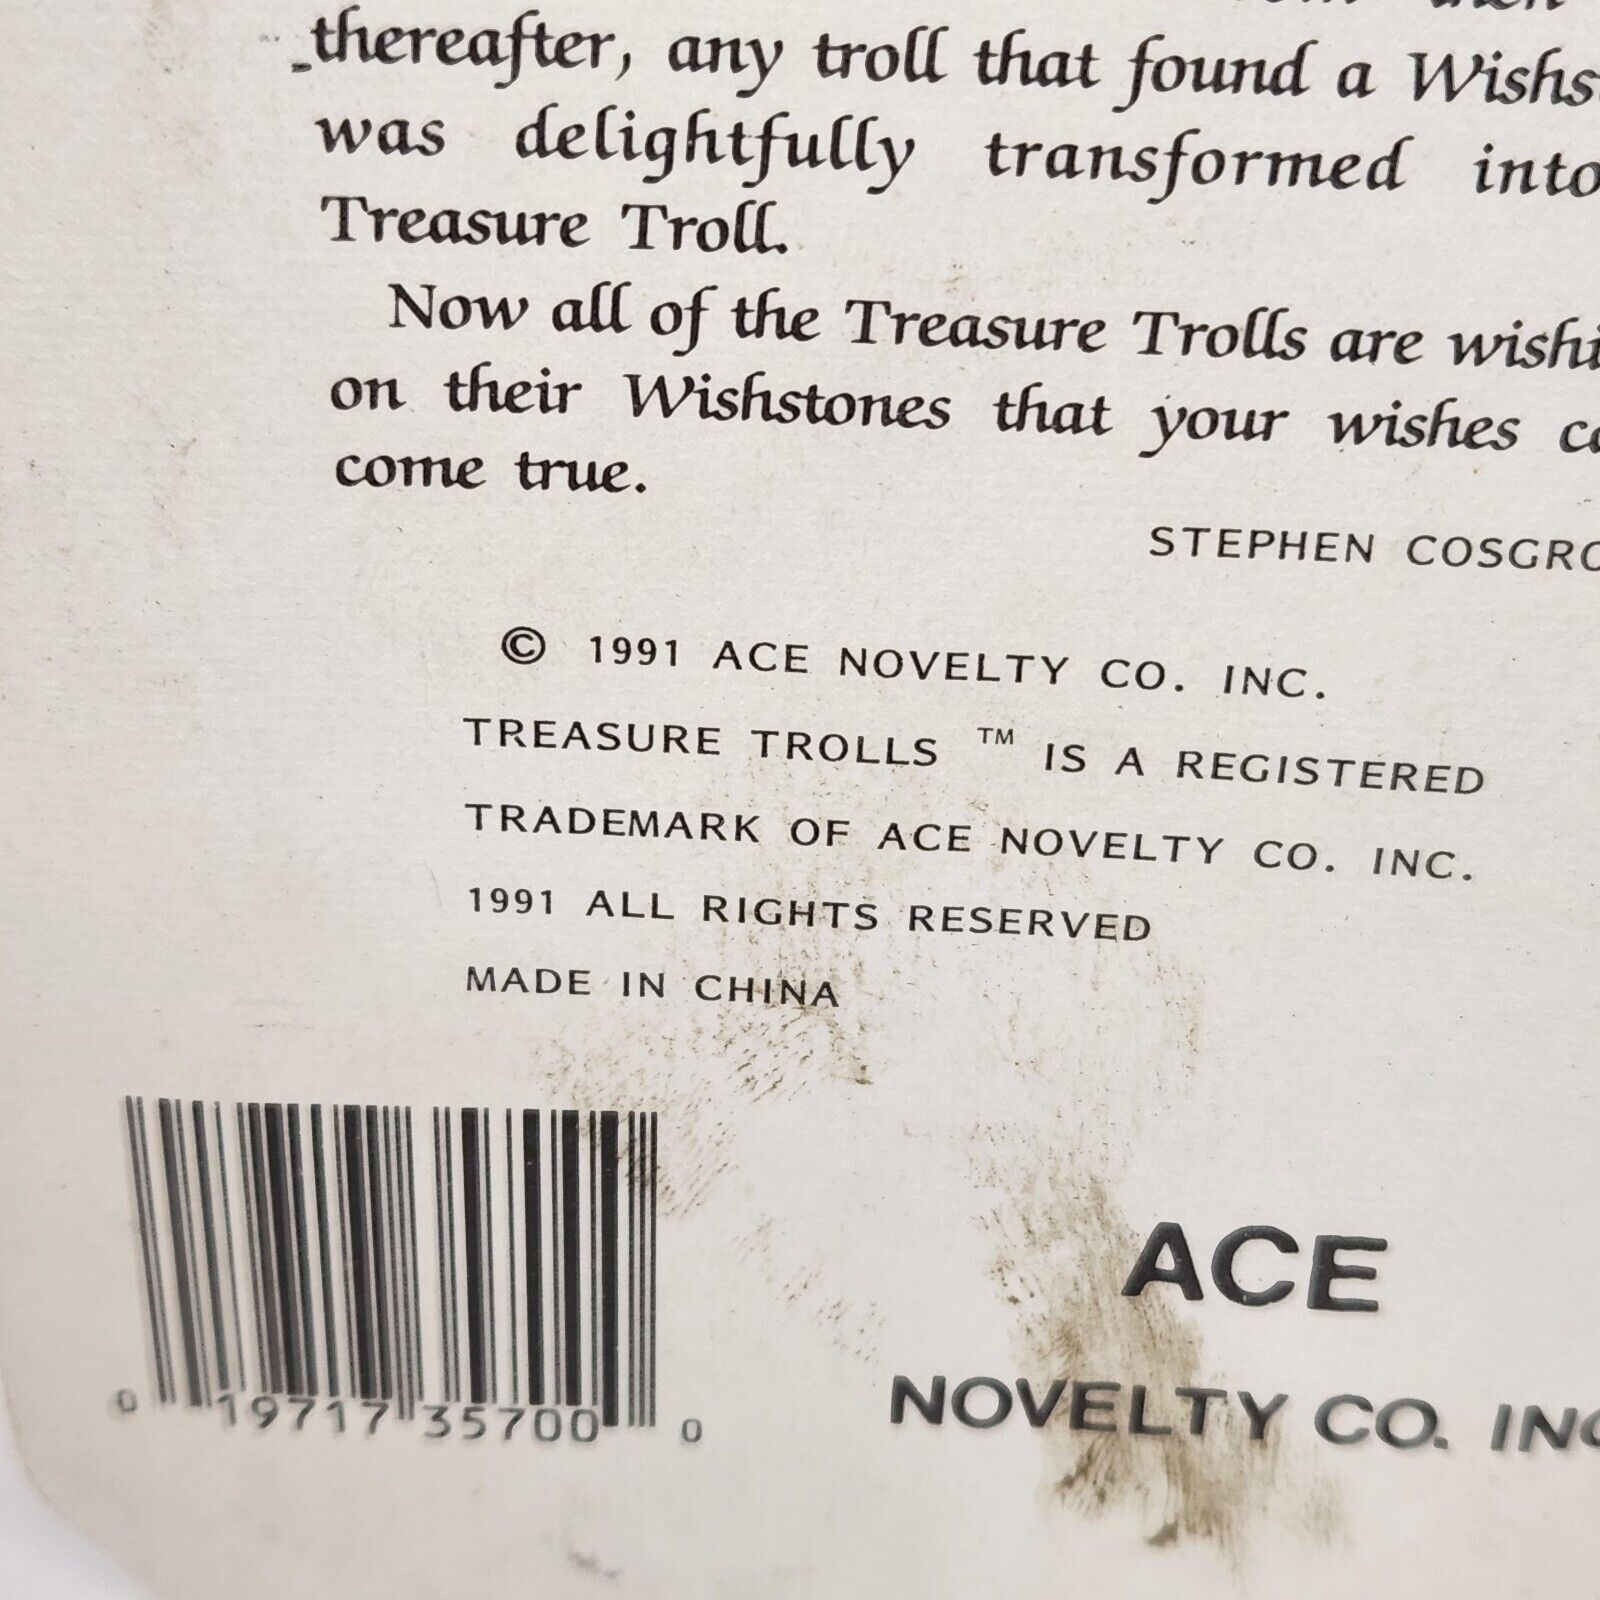 thereafter, any troll that found a
was delightfully transformed into
Treasure Troll.
Now all of the Treasure Trolls are
on their Wishstones that your wishes
come true.
STEPHEN
© 1991 ACE NOVELTY CO. INC.
TREASURE TROLLS ™ IS A REGISTERED
TRADEMARK OF ACE NOVELTY CO. INC.
1991 ALL RIGHTS RESERVED
MADE IN CHINA
ACE
NOVELTY CO.
0 19717 35700 0